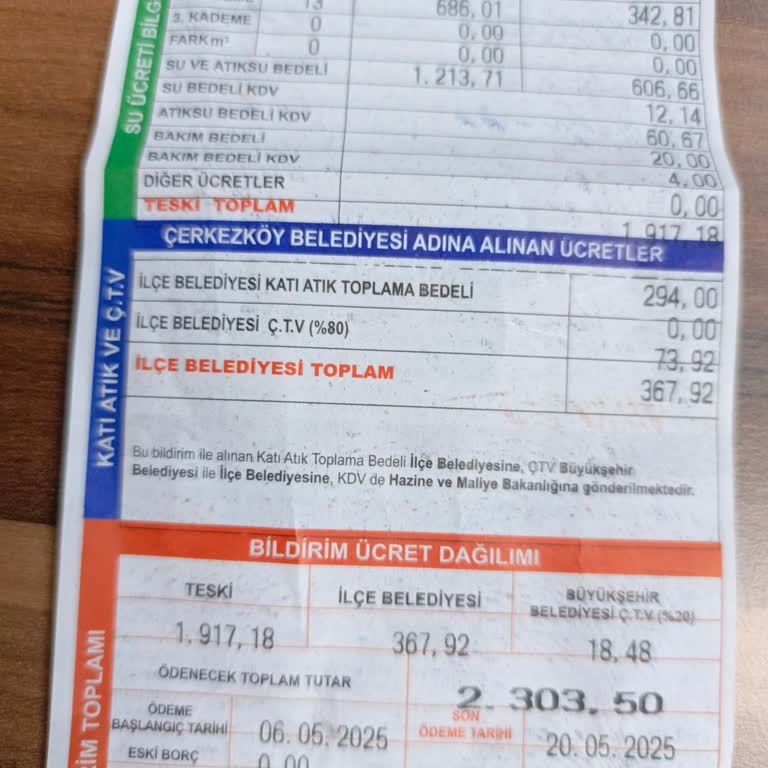 13 686,01 342,81
3. KADEME 0 0,00 0,00
FARKm³ 0 0,00 0,00
SU VE ATIKSU BEDELİ 1.213,71 606,66
SU BEDELİ KDV 12,14
ATIKSU BEDELİ KDV 60,67
BAKIM BEDELİ 20,00
BAKIM BEDELİ KDV 4,00
DİĞER ÜCRETLER 0,00
TESKİ TOPLAM 1.917,18
ÇERKEZKÖY BELEDİYESİ ADINA ALINAN ÜCRETLER
KATI ATIK VE Ç.T.V
İLÇE BELEDİYESİ KATI ATIK TOPLAMA BEDELİ 294,00
0,00
İLÇE BELEDİYESİ Ç.T.V (%80) 73,92
İLÇE BELEDİYESİ TOPLAM 367,92
Bu bildirim ile alınan Katı Atık Toplama Bedeli İlçe Belediyesine, ÇTV Büyükşehir
Belediyesi ile İlçe Belediyesine, KDV de Hazine ve Maliye Bakanlığına gönderilmektedir.
BİLDİRİM ÜCRET DAĞILIMI
TESKİ İLÇE BELEDİYESİ BÜYÜKŞEHİR
BELEDİYESİ Ç.T.V (%20)
1.917,18 367,92 18,48
ÖDENECEK TOPLAM TUTAR 2.303,50
ÖDEME
BAŞLANGIÇ TARİHİ 06.05.2025
SON
ÖDEME TARİHİ 20.05.2025
ESKİ BORÇ 0,00
TOPLAMI